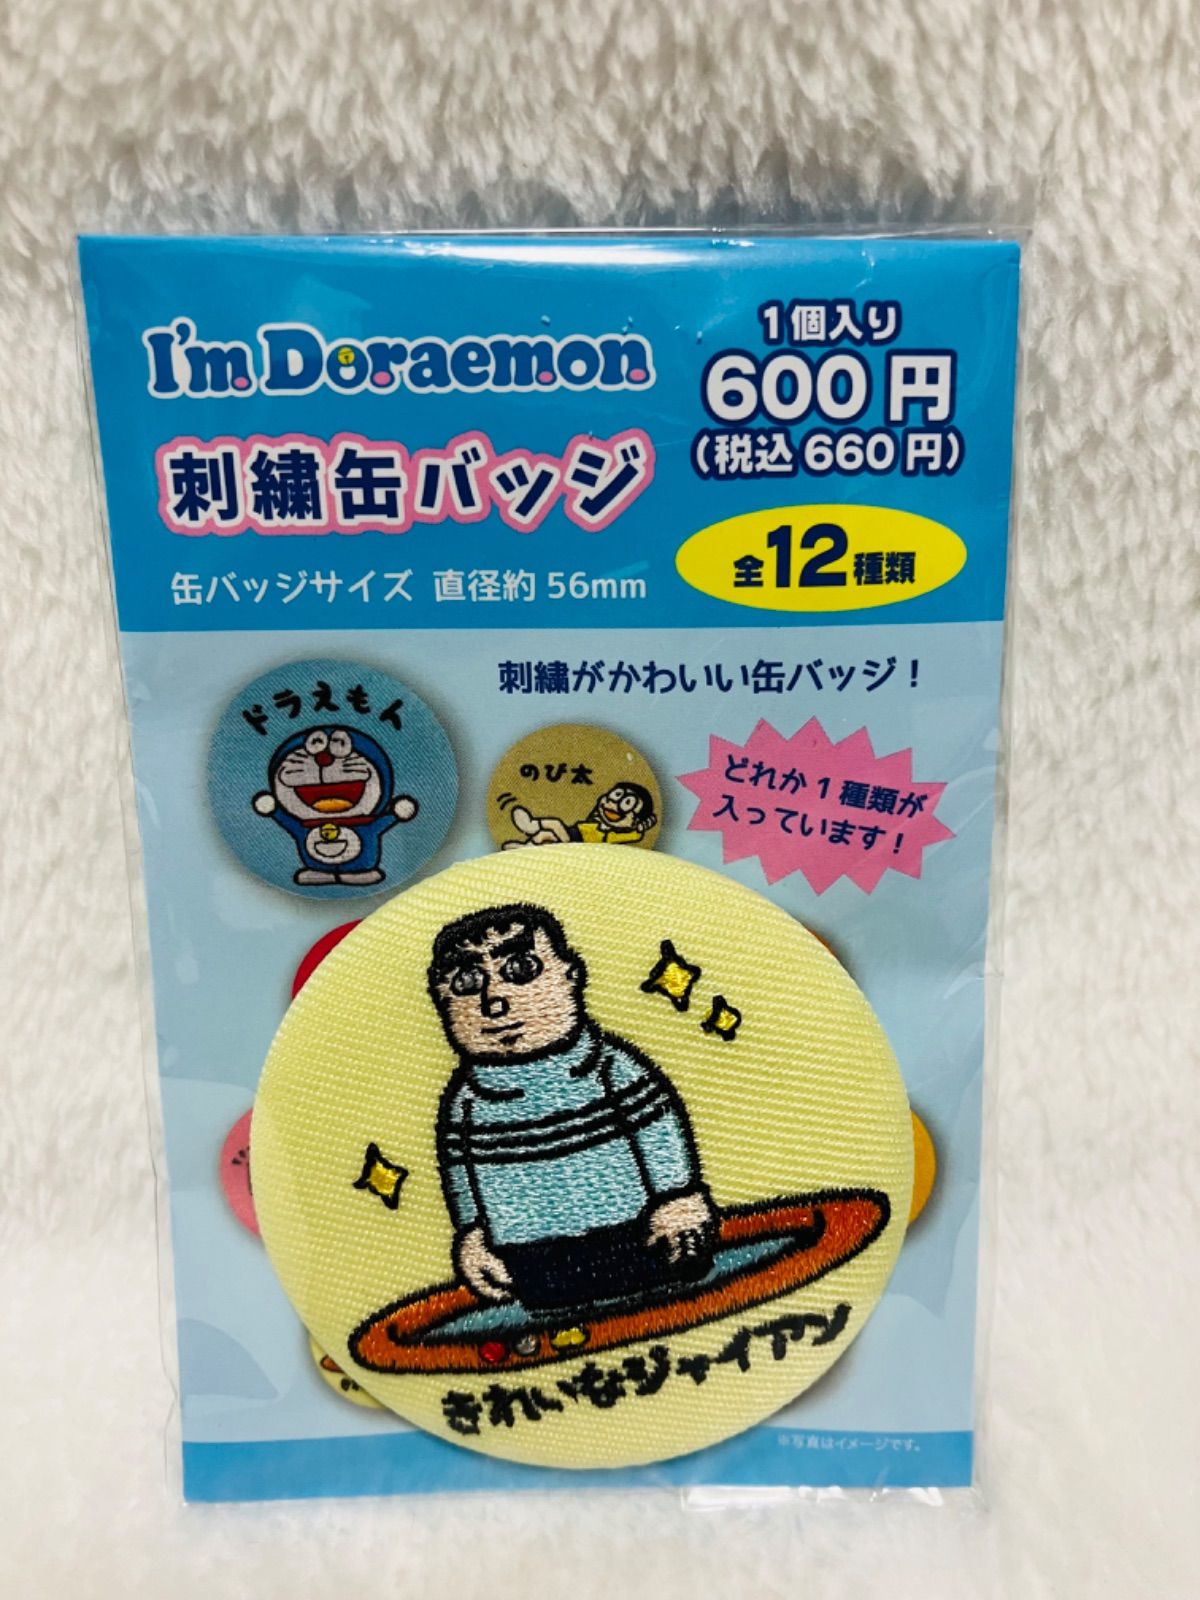 I'm Doraemon
刺繍缶バッジ
缶バッジサイズ 直径約56mm
1個入り
600円
(税込660円)
全12種類
刺繍がかわいい缶バッジ!
どれか1種類が
入っています!
ドラえもん
のび太
きれいなジャイアン
※写真はイメージです。